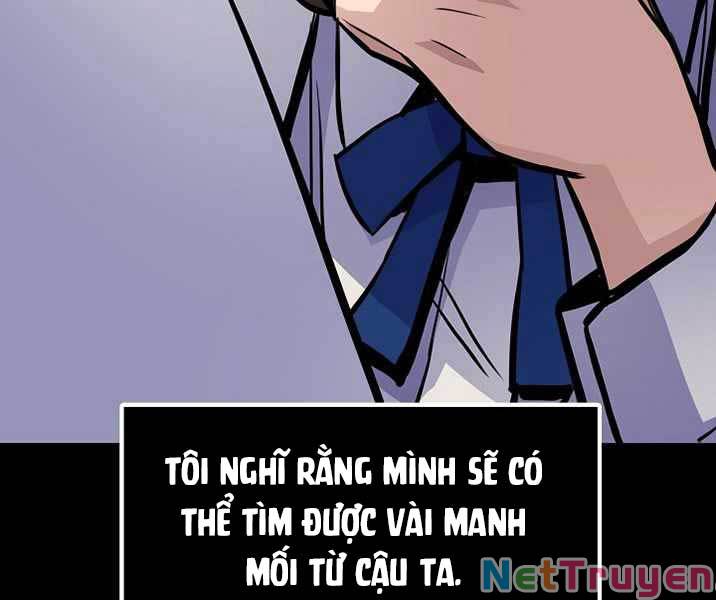 TÔI NGHĨ RẰNG MÌNH SẼ CÓ
THỂ TÌM ĐƯỢC VÀI MANH
MỐI TỪ CẬU TA.
NetTruyen